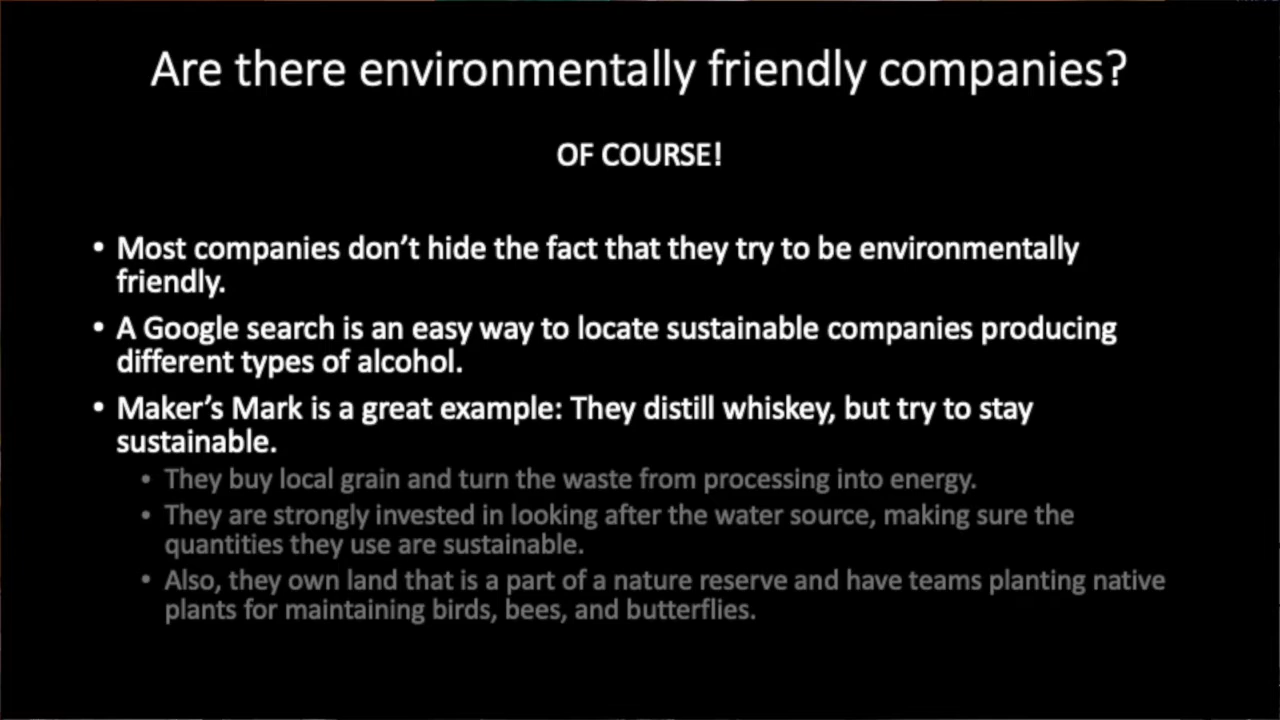 Are there environmentally friendly companies?
OF COURSE!
• Most companies don’t hide the fact that they try to be environmentally
friendly.
• A Google search is an easy way to locate sustainable companies producing
different types of alcohol.
• Maker’s Mark is a great example: They distill whiskey, but try to stay
sustainable.
• They buy local grain and turn the waste from processing into energy.
• They are strongly invested in looking after the water source, making sure the
quantities they use are sustainable.
• Also, they own land that is a part of a nature reserve and have teams planting native
plants for maintaining birds, bees, and butterflies.